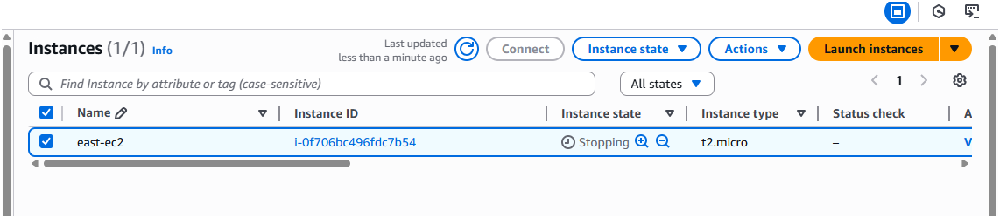 Instances (1/1) Info
Last updated
less than a minute ago
Connect
Instance state
Actions
Launch instances
Find Instance by attribute or tag (case-sensitive)
All states
1
Name
Instance ID
Instance state
Instance type
Status check
A
east-ec2
i-0f706bc496fdc7b54
Stopping
t2.micro
–
V